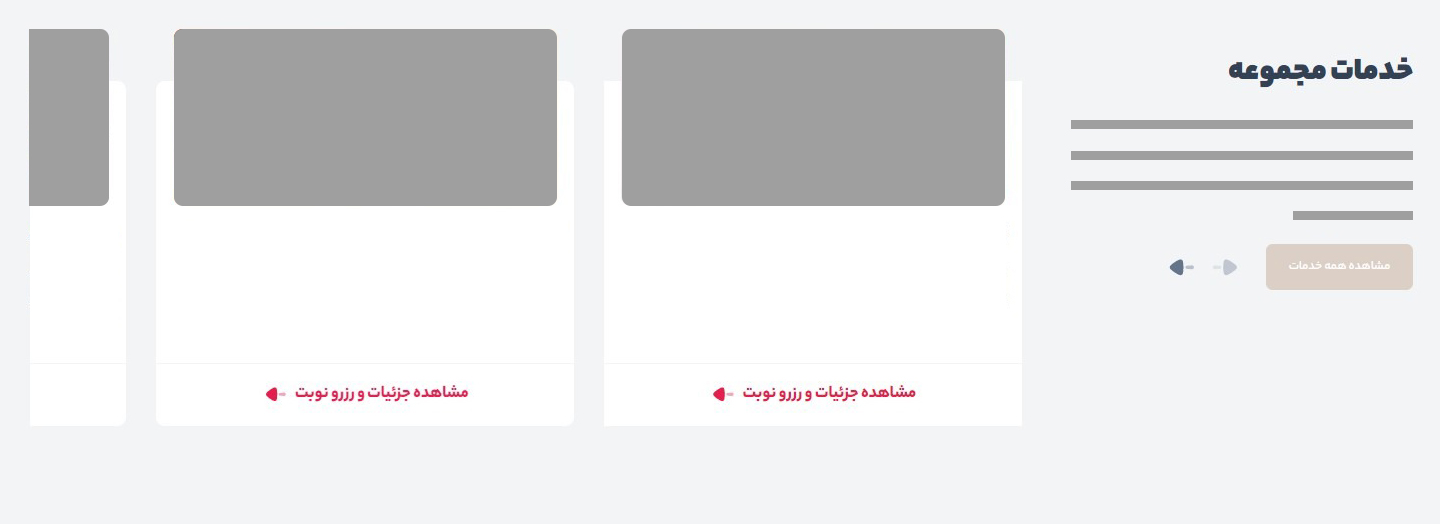 خدمات مجموعه
مشاهده همه خدمات
مشاهده جزئیات و رزرو نوبت
مشاهده جزئیات و رزرو نوبت